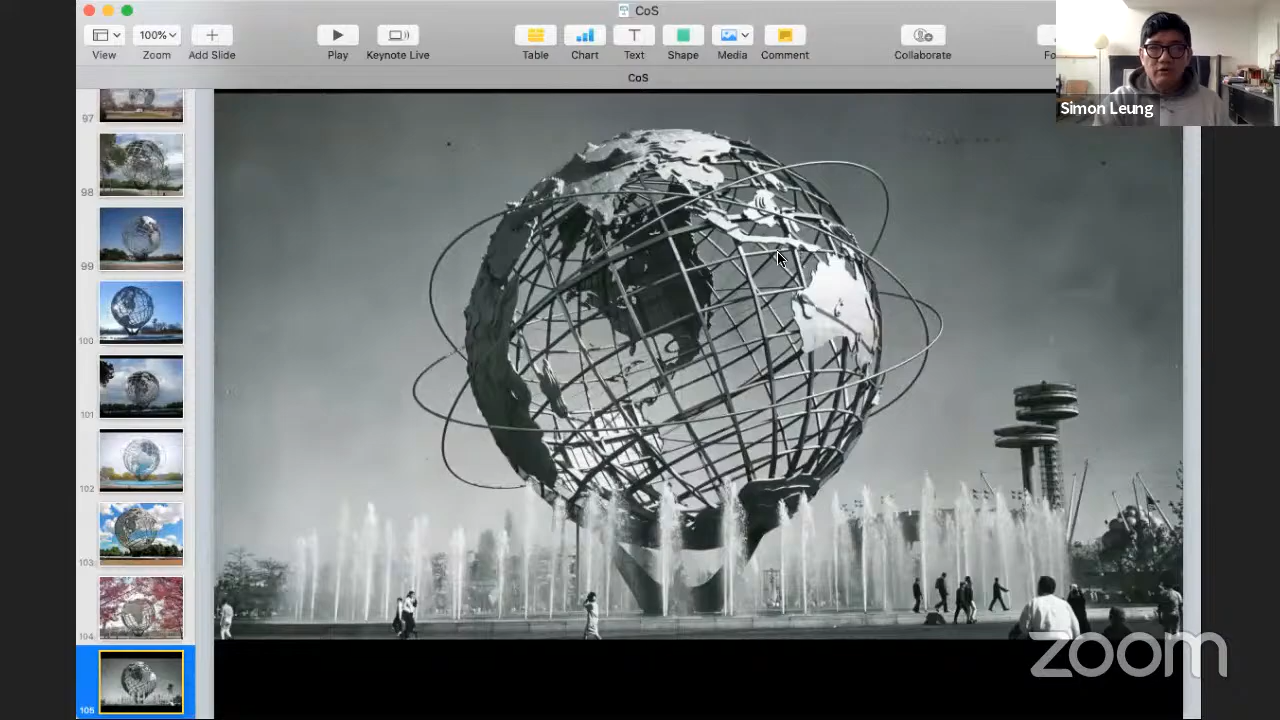 CoS
100%
View
Zoom
Add Slide
Play
Keynote Live
Table
Chart
Text
Shape
Media
Comment
Collaborate
CoS
Simon Leung
97
98
99
100
101
102
103
104
105
zoom